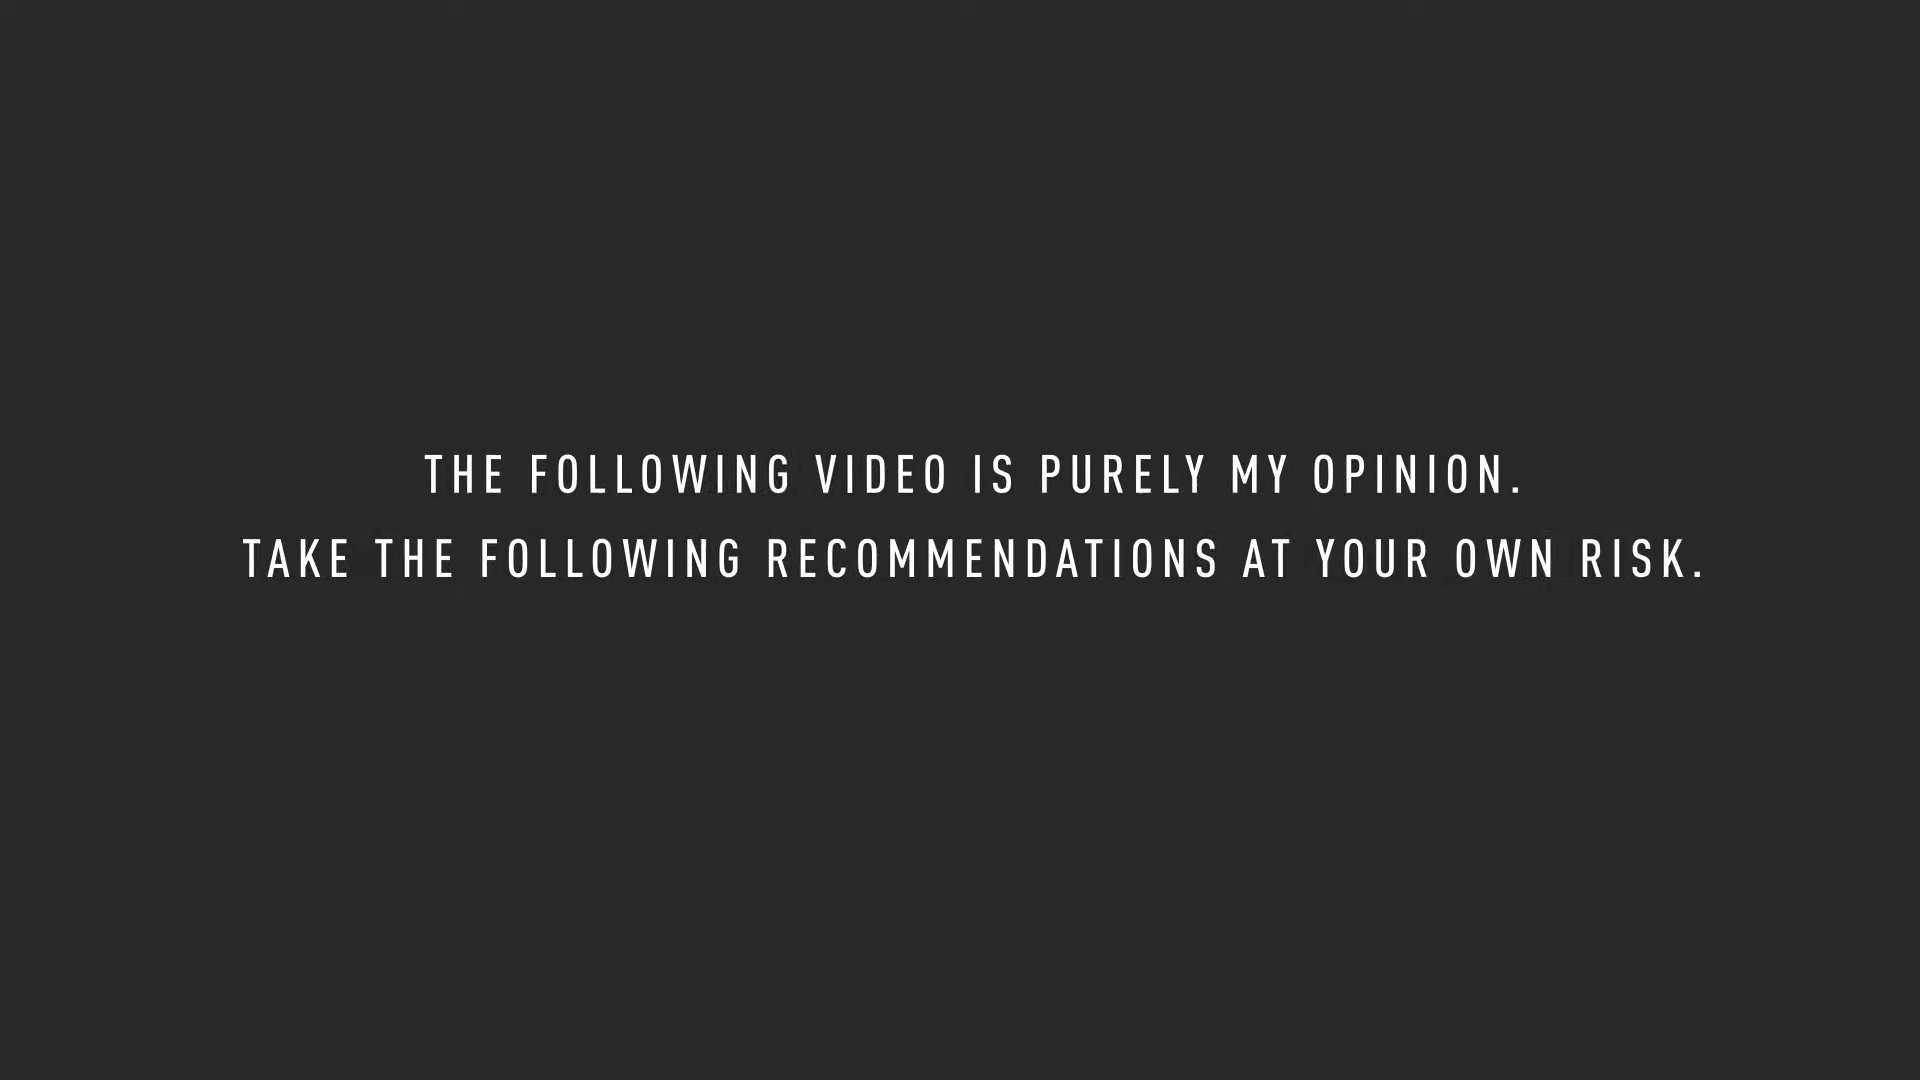 THE FOLLOWING VIDEO IS PURELY MY OPINION.
TAKE THE FOLLOWING RECOMMENDATIONS AT YOUR OWN RISK.